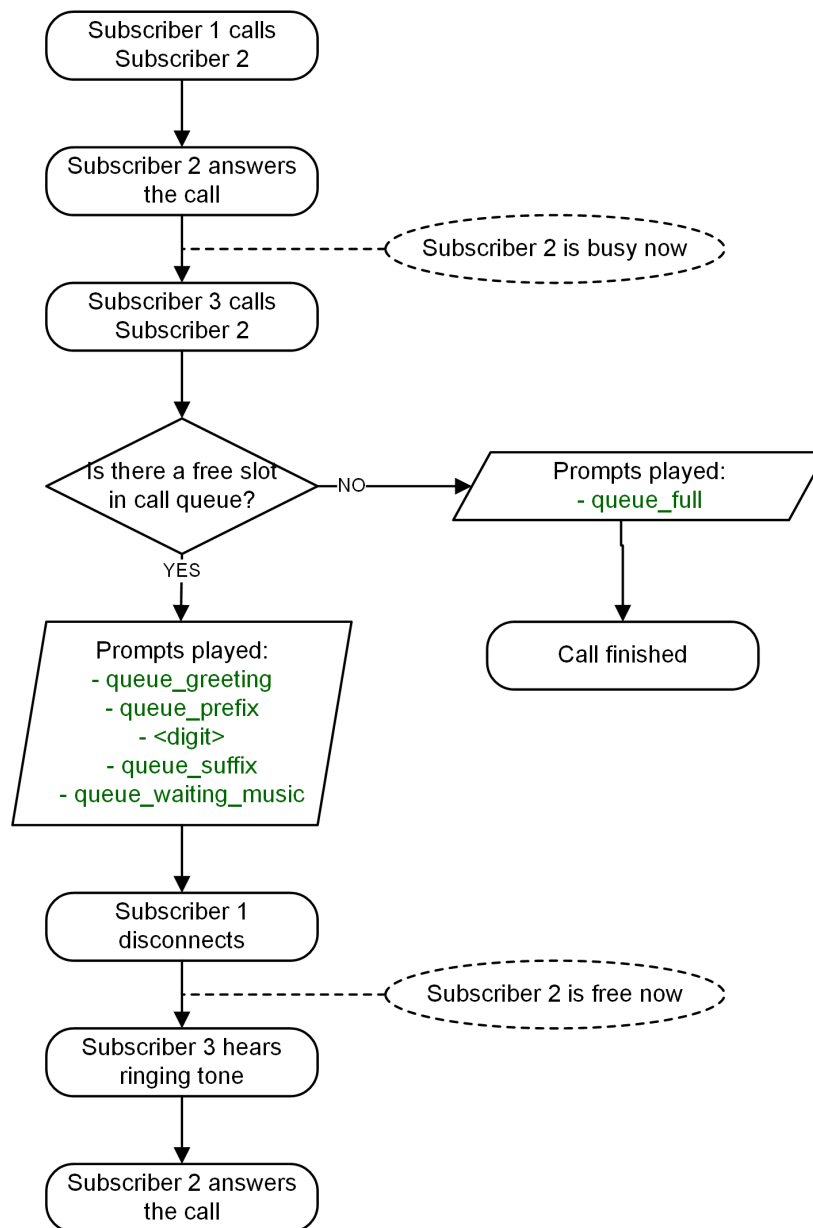 Subscriber 1 calls
Subscriber 2
Subscriber 2 answers
the call
Subscriber 2 is busy now
Subscriber 3 calls
Subscriber 2
Is there a free slot
in call queue?
NO
Prompts played:
- queue_full
YES
Call finished
Prompts played:
- queue_greeting
- queue_prefix
- <digit>
- queue_suffix
- queue_waiting_music
Subscriber 1
disconnects
Subscriber 2 is free now
Subscriber 3 hears
ringing tone
Subscriber 2 answers
the call